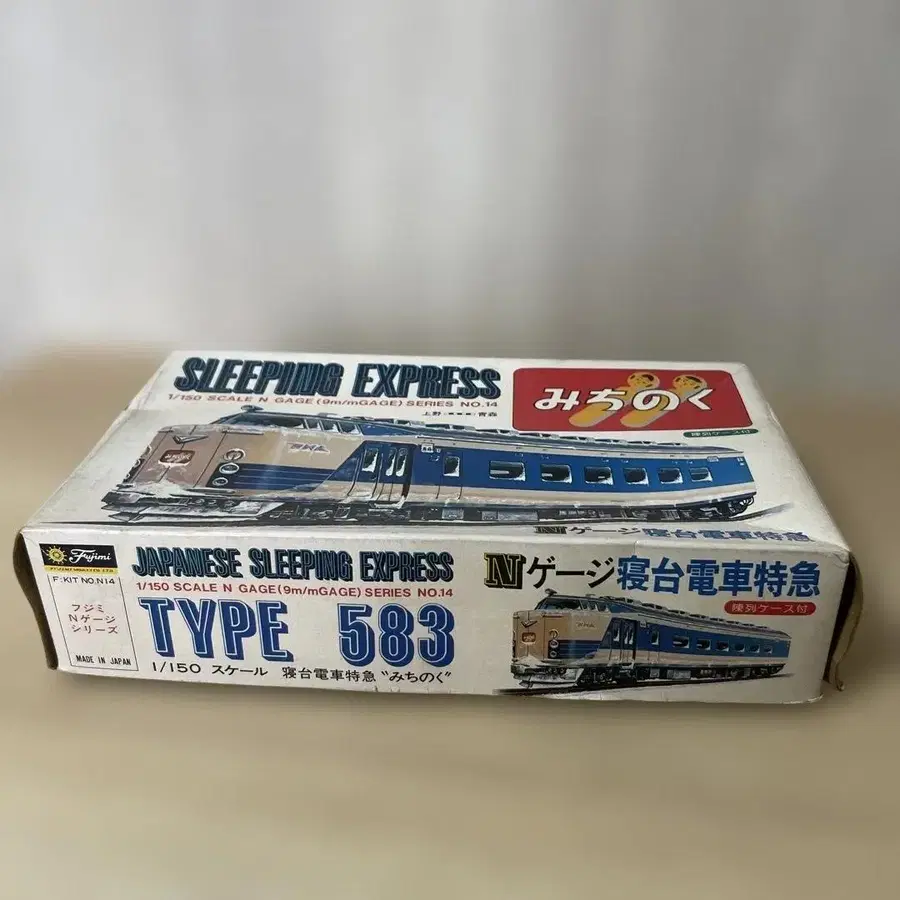 SLEEPING EXPRESS
1/150 SCALE N GAGE (9m/mGAGE) SERIES NO.14
上野 青森
みちのく
陳列ケース付
Nゲージ 寝台電車特急
Fujimi
F:KIT NO.N14
フジミ
Nゲージ
シリーズ
MADE IN JAPAN
JAPANESE SLEEPING EXPRESS
1/150 SCALE N GAGE (9m/mGAGE) SERIES NO.14
TYPE 583
1/150 スケール 寝台電車特急 “みちのく”
Nゲージ 寝台電車特急
陳列ケース付